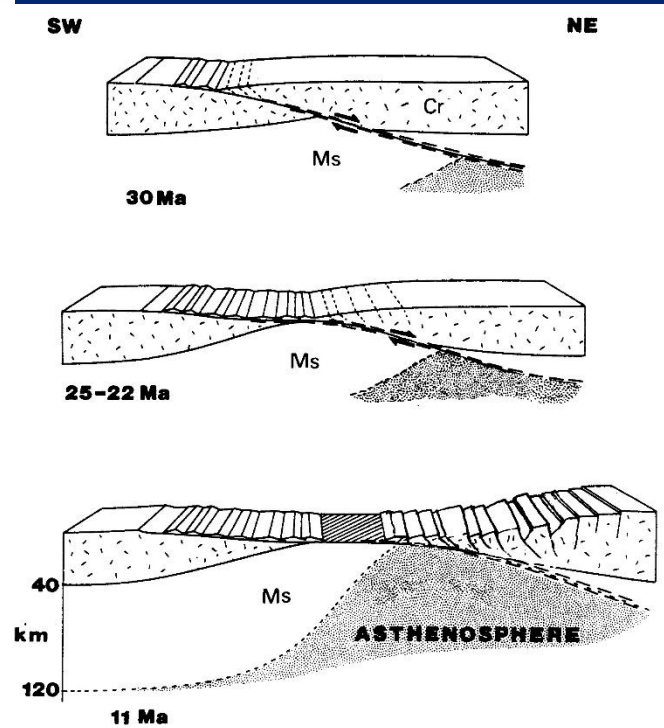 SW NE
Cr
Ms
30 Ma
Ms
25-22 Ma
40
Ms
km
ASTHENOSPHERE
120
11 Ma